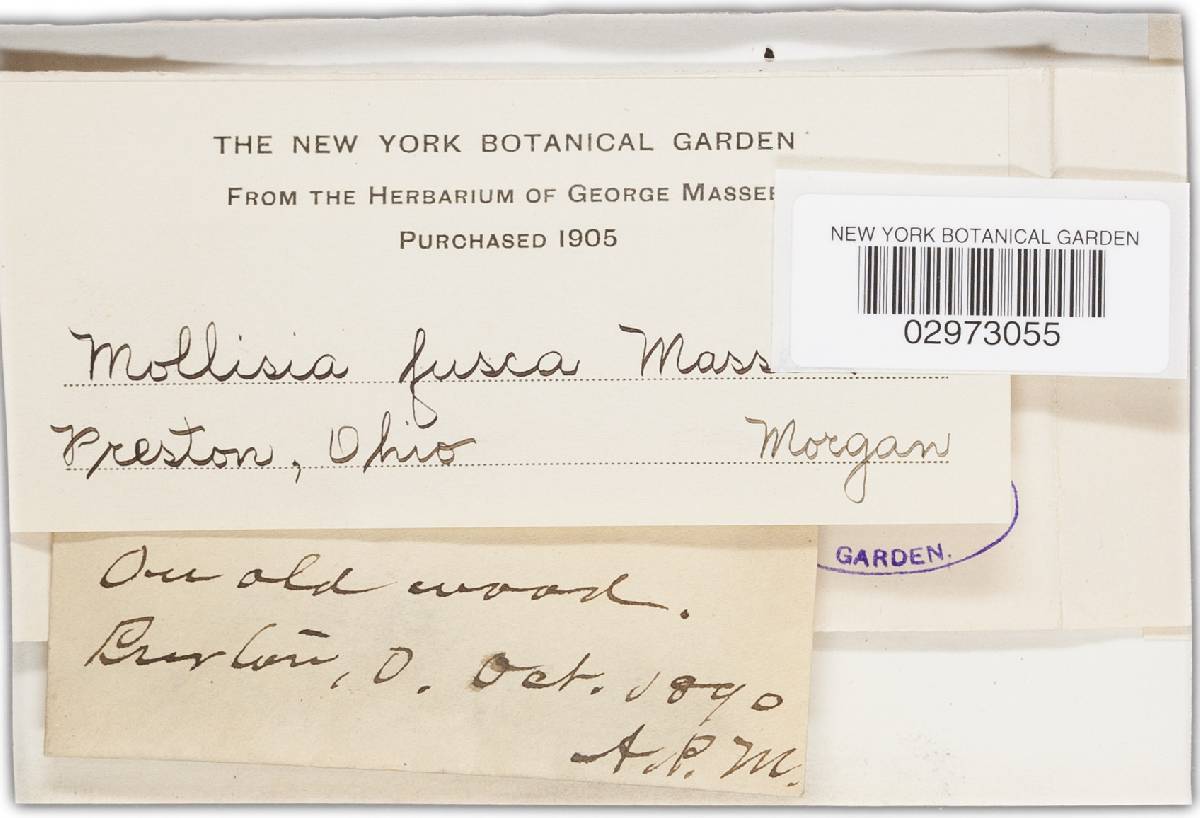 THE NEW YORK BOTANICAL GARDEN
FROM THE HERBARIUM OF GEORGE MASSEE
PURCHASED 1905
NEW YORK BOTANICAL GARDEN
02973055
Mollisia fusca Mass
Preston, Ohio Morgan
GARDEN.
On old wood.
O. Oct. 1890
A.P.M.